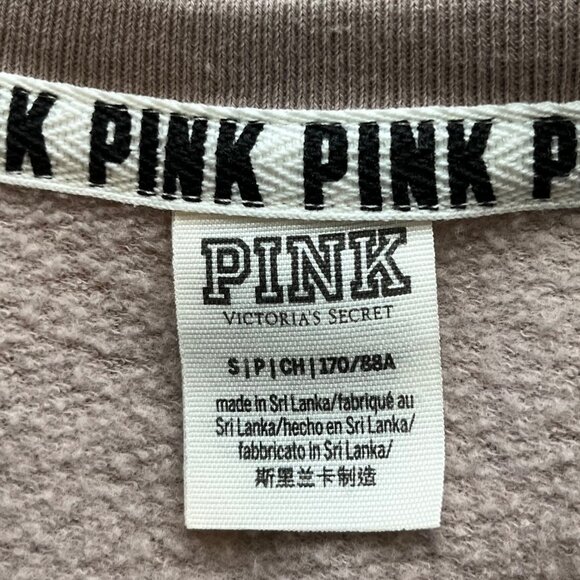 K PINK PINK P
PINK
VICTORIA'S SECRET
S|P|CH|170/88A
made in Sri Lanka/fabriqué au
Sri Lanka/hecho en Sri Lanka/
fabbricato in Sri Lanka/
斯里兰卡制造